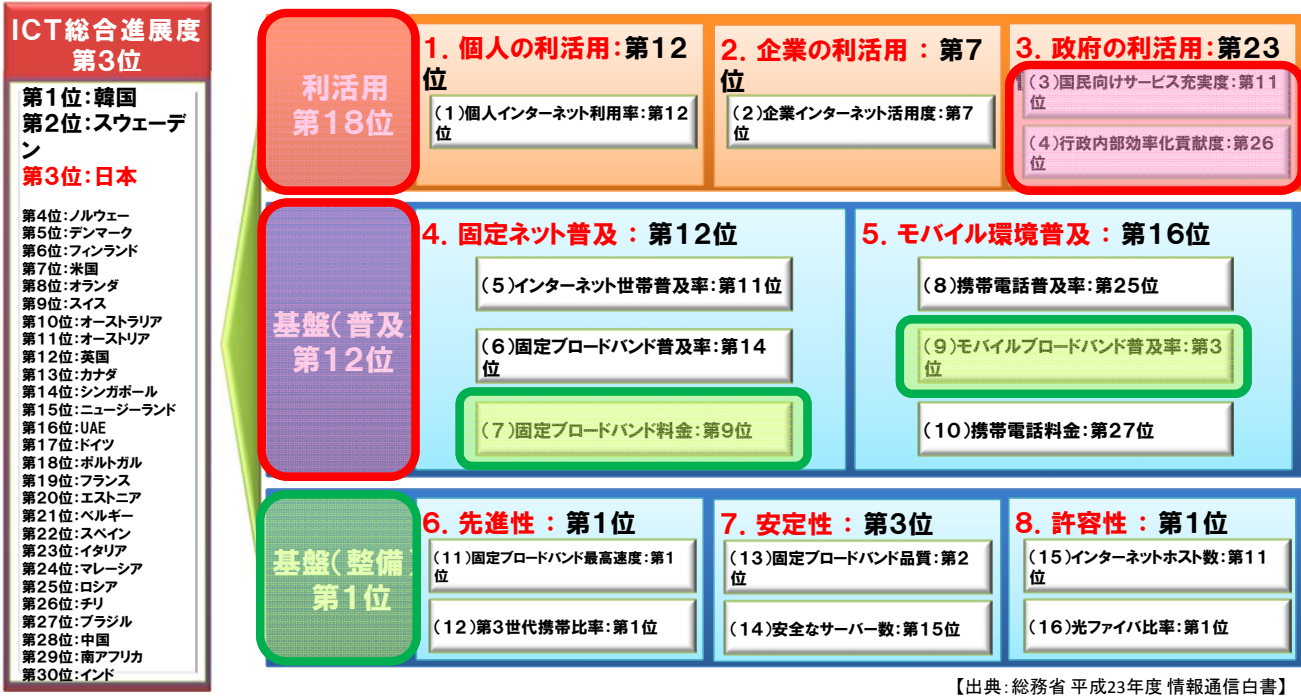 ICT総合進展度
第3位
第1位:韓国
第2位:スウェーデ
ン
第3位:日本
第4位:ノルウェー
第5位:デンマーク
第6位:フィンランド
第7位:米国
第8位:オランダ
第9位:スイス
第10位:オーストラリア
第11位:オーストリア
第12位:英国
第13位:カナダ
第14位:シンガポール
第15位:ニュージーランド
第16位:UAE
第17位:ドイツ
第18位:ポルトガル
第19位:フランス
第20位:エストニア
第21位:ベルギー
第22位:スペイン
第23位:イタリア
第24位:マレーシア
第25位:ロシア
第26位:チリ
第27位:ブラジル
第28位:中国
第29位:南アフリカ
第30位:インド
利活用
第18位
1. 個人の利活用:第12
位
(1)個人インターネット利用率:第12
位
2. 企業の利活用 : 第7
位
(2)企業インターネット活用度:第7
位
3. 政府の利活用:第23
(3)国民向けサービス充実度:第11
位
(4)行政内部効率化貢献度:第26
位
基盤(普及)
第12位
4. 固定ネット普及 : 第12位
(5)インターネット世帯普及率:第11位
(6)固定ブロードバンド普及率:第14
位
(7)固定ブロードバンド料金:第9位
5. モバイル環境普及 : 第16位
(8)携帯電話普及率:第25位
(9)モバイルブロードバンド普及率:第3
位
(10)携帯電話料金:第27位
基盤(整備)
第1位
6. 先進性 : 第1位
(11)固定ブロードバンド最高速度:第1
位
(12)第3世代携帯比率:第1位
7. 安定性 : 第3位
(13)固定ブロードバンド品質:第2
位
(14)安全なサーバー数:第15位
8. 許容性 : 第1位
(15)インターネットホスト数:第11
位
(16)光ファイバ比率:第1位
【出典:総務省 平成23年度 情報通信白書】